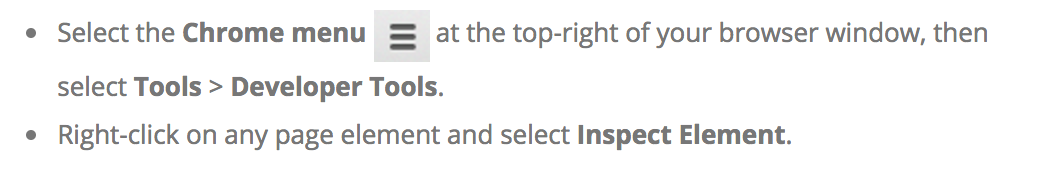 • Select the Chrome menu at the top-right of your browser window, then
select Tools > Developer Tools.
• Right-click on any page element and select Inspect Element.